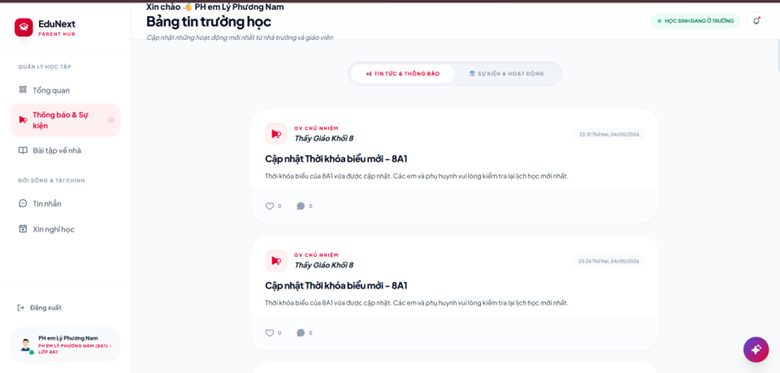 EduNext
PARENT HUB
QUẢN LÝ HỌC TẬP
Tổng quan
Thông báo & Sự
kiện
Bài tập về nhà
ĐỜI SỐNG & TÀI CHÍNH
Tin nhắn
Xin nghỉ học
Đăng xuất
PH em Lý Phương Nam
PH EM LÝ PHƯƠNG NAM (8A1) -
LỚP 8A1
Xin chào 👋 PH em Lý Phương Nam
Bảng tin trường học
Cập nhật những hoạt động mới nhất từ nhà trường và giáo viên
HỌC SINH ĐANG Ở TRƯỜNG
TIN TỨC & THÔNG BÁO
SỰ KIỆN & HOẠT ĐỘNG
GV CHỦ NHIỆM
Thầy Giáo Khối 8
23:31 Thứ Hai, 04/05/2026
Cập nhật Thời khóa biểu mới - 8A1
Thời khóa biểu của 8A1 vừa được cập nhật. Các em và phụ huynh vui lòng kiểm tra lại lịch học mới nhất.
0 0
GV CHỦ NHIỆM
Thầy Giáo Khối 8
23:26 Thứ Hai, 04/05/2026
Cập nhật Thời khóa biểu mới - 8A1
Thời khóa biểu của 8A1 vừa được cập nhật. Các em và phụ huynh vui lòng kiểm tra lại lịch học mới nhất.
0 0